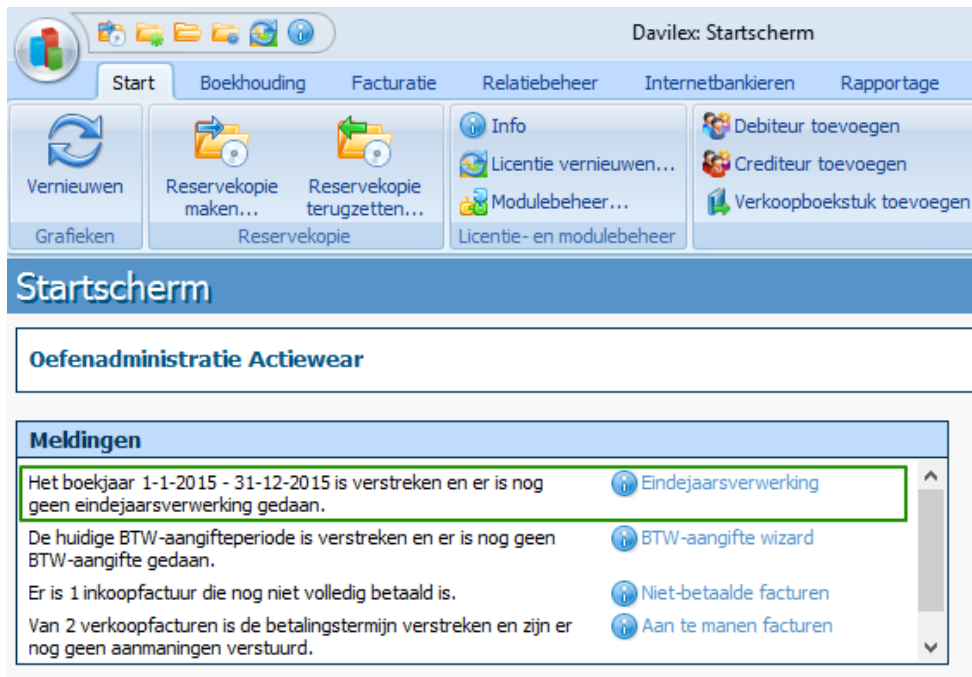 Davilex: Startscherm
Start Boekhouding Facturatie Relatiebeheer Internetbankieren Rapportage
Vernieuwen
Grafieken
Reservekopie
maken...
Reservekopie
terugzetten...
Reservekopie
Info
Licentie vernieuwen...
Modulebeheer...
Licentie- en modulebeheer
Debiteur toevoegen
Crediteur toevoegen
Verkoopboekstuk toevoegen
Startscherm
Oefenadministratie Actiewear
Meldingen
Het boekjaar 1-1-2015 - 31-12-2015 is verstreken en er is nog
geen eindejaarsverwerking gedaan.
Eindejaarsverwerking
De huidige BTW-aangifteperiode is verstreken en er is nog geen
BTW-aangifte gedaan.
BTW-aangifte wizard
Er is 1 inkoopfactuur die nog niet volledig betaald is.
Niet-betaalde facturen
Van 2 verkoopfacturen is de betalingstermijn verstreken en zijn er
nog geen aanmaningen verstuurd.
Aan te manen facturen